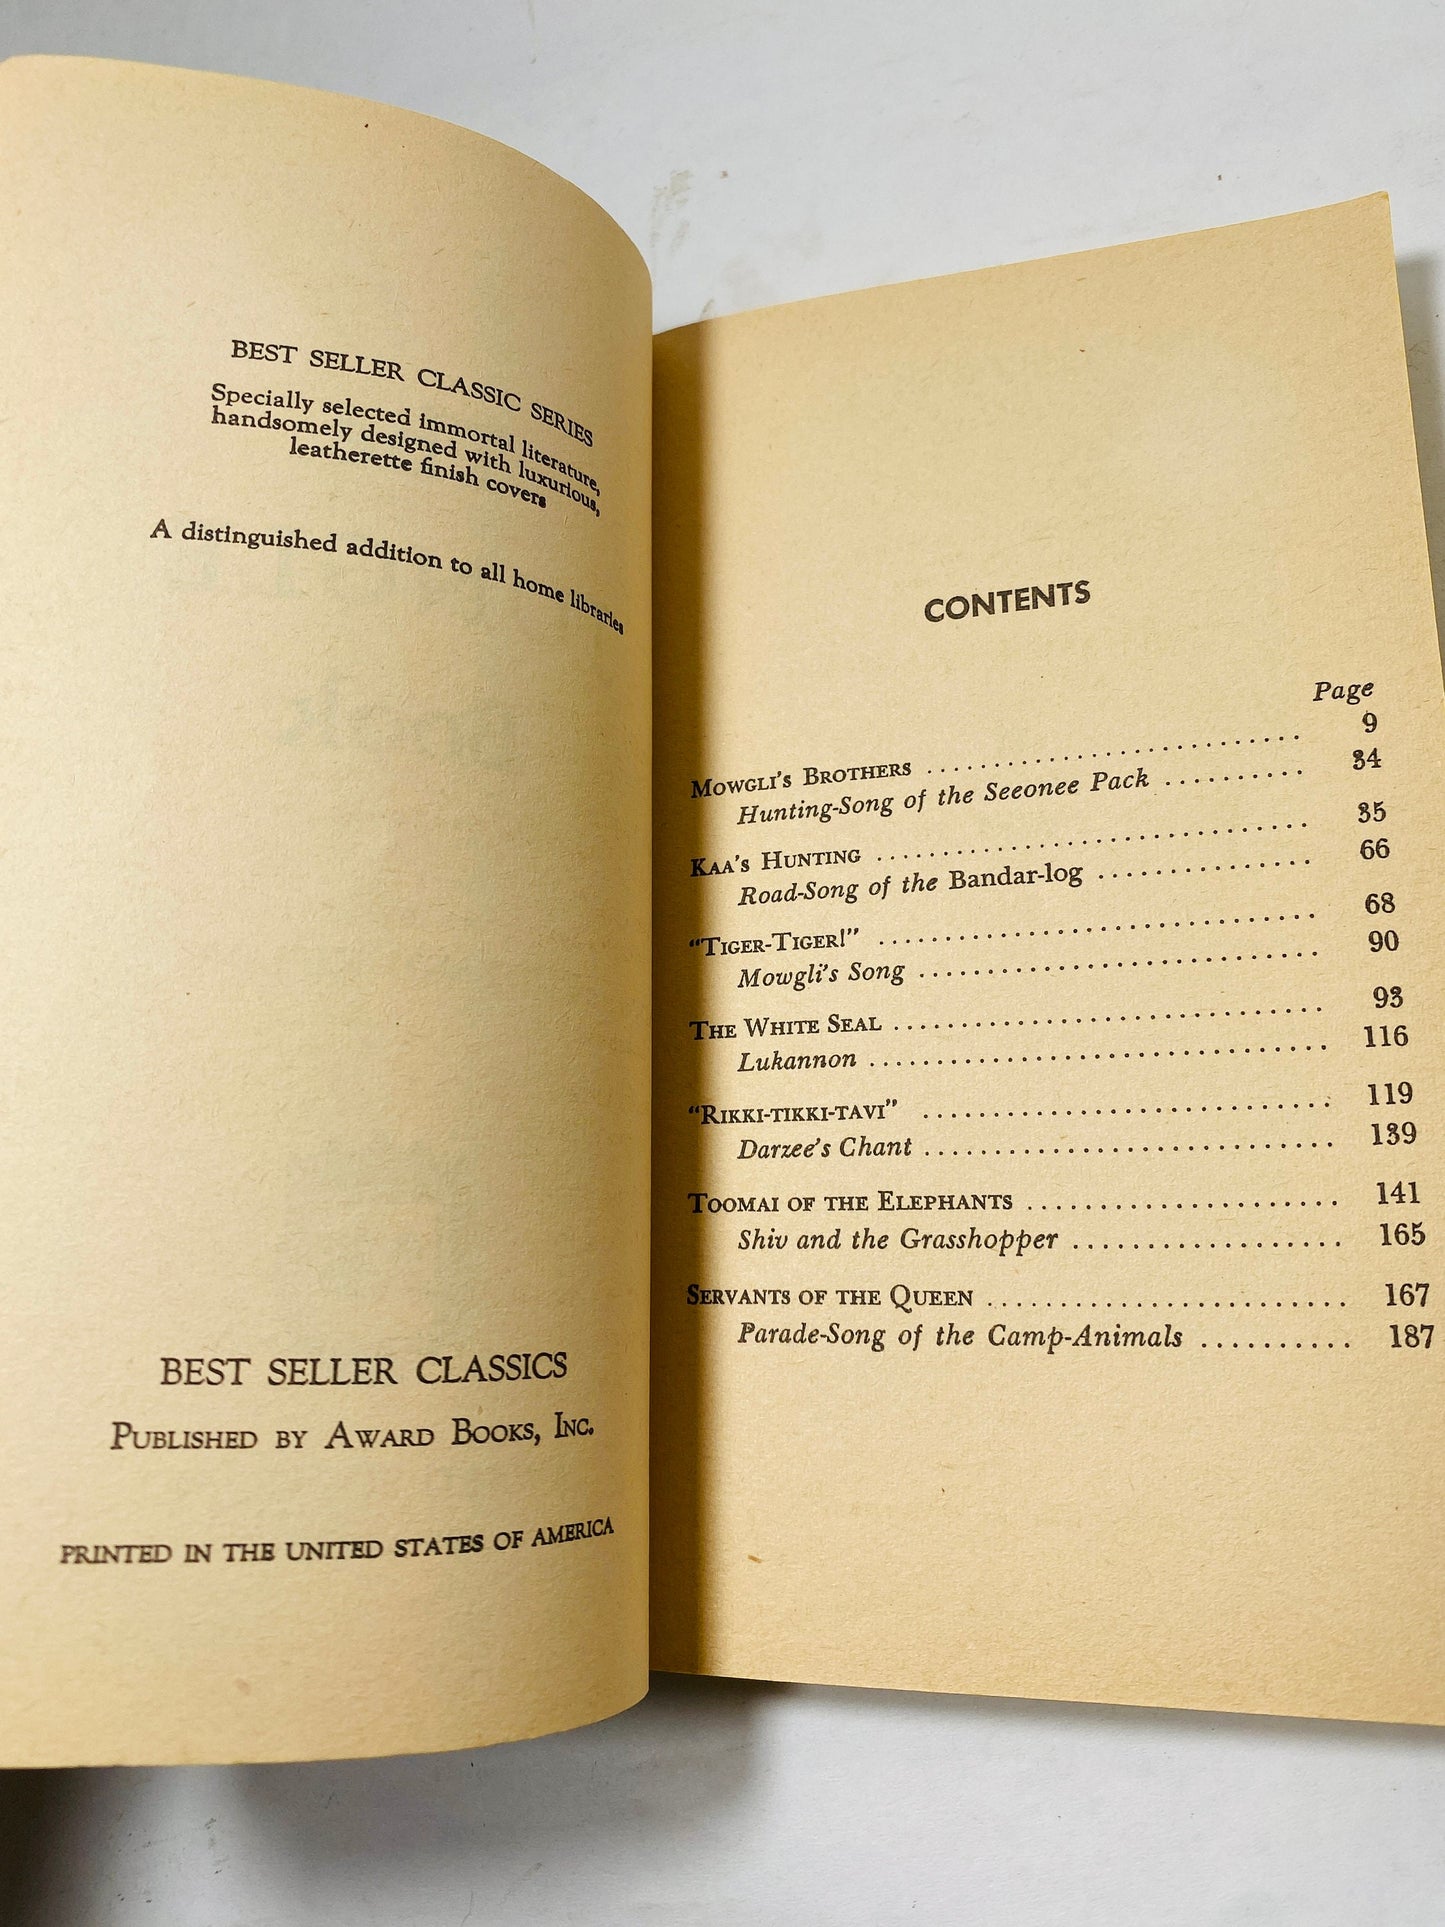 BEST SELLER CLASSIC SERIES
Specially selected immortal literature,
handsomely designed with luxurious,
leatherette finish covers
A distinguished addition to all home libraries
BEST SELLER CLASSICS
PUBLISHED BY AWARD BOOKS, INC.
PRINTED IN THE UNITED STATES OF AMERICA
CONTENTS
Page
MOWGLI'S BROTHERS .............................. 9
Hunting-Song of the Seeonee Pack .......... 34
KAA'S HUNTING .................................. 35
Road-Song of the Bandar-log ................ 66
"TIGER-TIGER!" .................................. 68
Mowgli's Song ............................... 90
THE WHITE SEAL ................................ 93
Lukannon .................................. 116
"RIKKI-TIKKI-TAVI" ............................. 119
Darzee's Chant .............................. 139
TOOMAI OF THE ELEPHANTS ...................... 141
Shiv and the Grasshopper ................... 165
SERVANTS OF THE QUEEN ......................... 167
Parade-Song of the Camp-Animals ........... 187